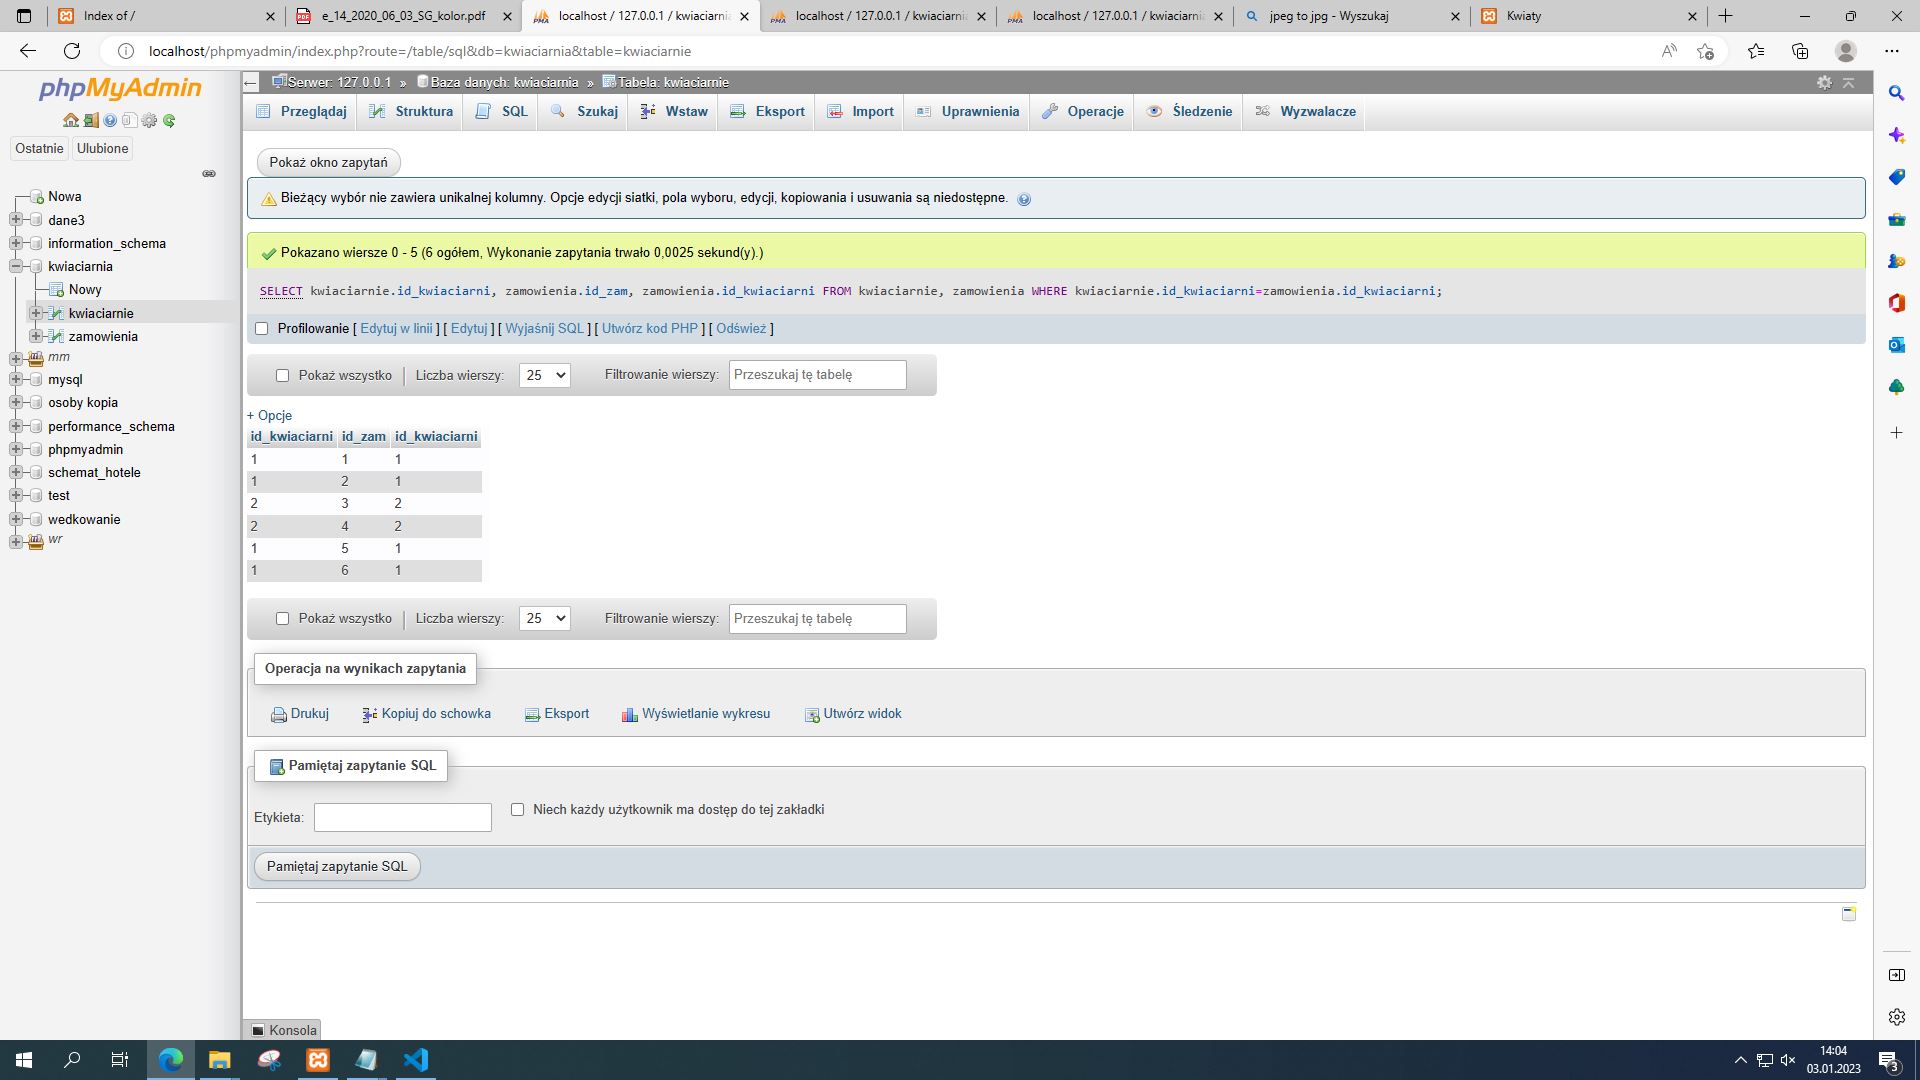 Index of /
e_14_2020_06_03_SG_kolor.pdf
localhost / 127.0.0.1 / kwiaciarnia
localhost / 127.0.0.1 / kwiaciarnia
localhost / 127.0.0.1 / kwiaciarnia
jpeg to jpg - Wyszukaj
Kwiaty
localhost/phpmyadmin/index.php?route=/table/sql&db=kwiaciarnia&table=kwiaciarnie
phpMyAdmin
Ostatnie Ulubione
Nowa
dane3
information_schema
kwiaciarnia
Nowy
kwiaciarnie
zamowienia
mm
mysql
osoby kopia
performance_schema
phpmyadmin
schemat_hotele
test
wedkowanie
wr
Serwer: 127.0.0.1 » Baza danych: kwiaciarnia » Tabela: kwiaciarnie
Przeglądaj Struktura SQL Szukaj Wstaw Eksport Import Uprawnienia Operacje Śledzenie Wyzwalacze
Pokaż okno zapytań
Bieżący wybór nie zawiera unikalnej kolumny. Opcje edycji siatki, pola wyboru, edycji, kopiowania i usuwania są niedostępne.
Pokazano wiersze 0 - 5 (6 ogółem, Wykonanie zapytania trwało 0,0025 sekund(y).)
SELECT kwiaciarnie.id_kwiaciarni, zamowienia.id_zam, zamowienia.id_kwiaciarni FROM kwiaciarnie, zamowienia WHERE kwiaciarnie.id_kwiaciarni=zamowienia.id_kwiaciarni;
Profilowanie [ Edytuj w linii ] [ Edytuj ] [ Wyjaśnij SQL ] [ Utwórz kod PHP ] [ Odśwież ]
Pokaż wszystko | Liczba wierszy: 25 Filtrowanie wierszy: Przeszukaj tę tabelę
+ Opcje
id_kwiaciarni id_zam id_kwiaciarni
1 1 1
1 2 1
2 3 2
2 4 2
1 5 1
1 6 1
Pokaż wszystko | Liczba wierszy: 25 Filtrowanie wierszy: Przeszukaj tę tabelę
Operacja na wynikach zapytania
Drukuj Kopiuj do schowka Eksport Wyświetlanie wykresu Utwórz widok
Pamiętaj zapytanie SQL
Etykieta: Niech każdy użytkownik ma dostęp do tej zakładki
Pamiętaj zapytanie SQL
Konsola
14:04
03.01.2023
3